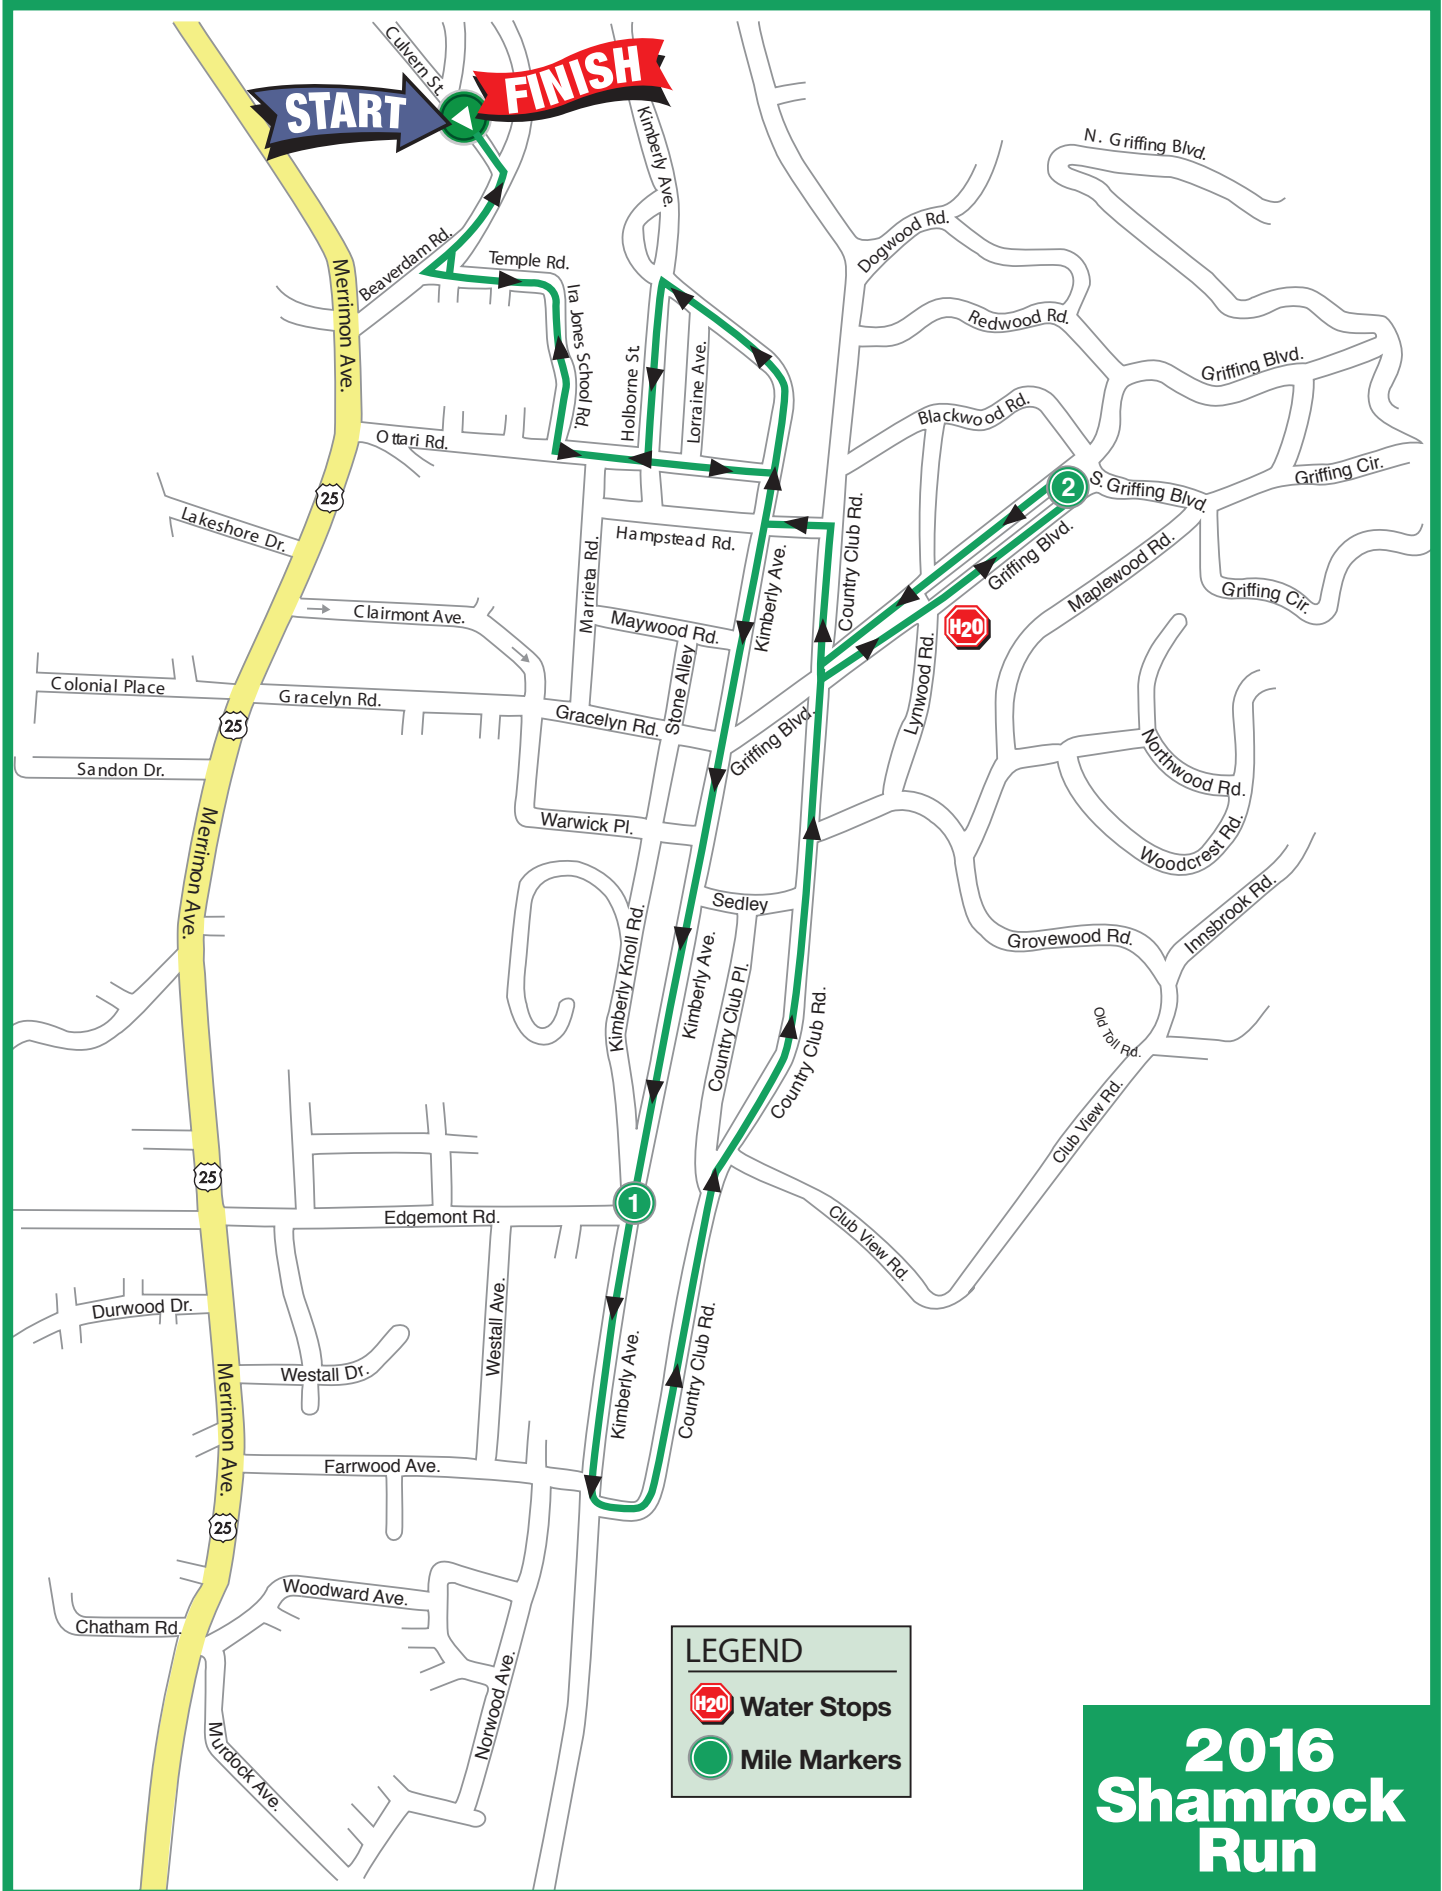 Culvern St.
START
FINISH
Kimberly Ave.
N. Griffing Blvd.
Dogwood Rd.
Beaverdam Rd.
Temple Rd.
Merrimon Ave.
Ira Jones School Rd.
Redwood Rd.
Holborne St.
Lorraine Ave.
Griffing Blvd.
Blackwood Rd.
Ottari Rd.
Griffing Cir.
2
S. Griffing Blvd.
25
Lakeshore Dr.
Country Club Rd.
Hampstead Rd.
Marrieta Rd.
Kimberly Ave.
Griffing Blvd.
Maplewood Rd.
Griffing Cir.
Clairmont Ave.
Maywood Rd.
H2O
Stone Alley
Lynwood Rd.
Colonial Place
Gracelyn Rd.
Gracelyn Rd.
25
Griffing Blvd.
Northwood Rd.
Sandon Dr.
Warwick Pl.
Woodcrest Rd.
Merrimon Ave.
Sedley
Innsbrook Rd.
Grovewood Rd.
Kimberly Knoll Rd.
Kimberly Ave.
Country Club Pl.
Country Club Rd.
Old Toll Rd.
Club View Rd.
25
1
Edgemont Rd.
Club View Rd.
Durwood Dr.
Westall Ave.
Westall Dr.
Kimberly Ave.
Country Club Rd.
Merrimon Ave.
Farrwood Ave.
25
Woodward Ave.
Chatham Rd.
Norwood Ave.
Murdock Ave.
LEGEND
H2O Water Stops
Mile Markers
2016
Shamrock
Run